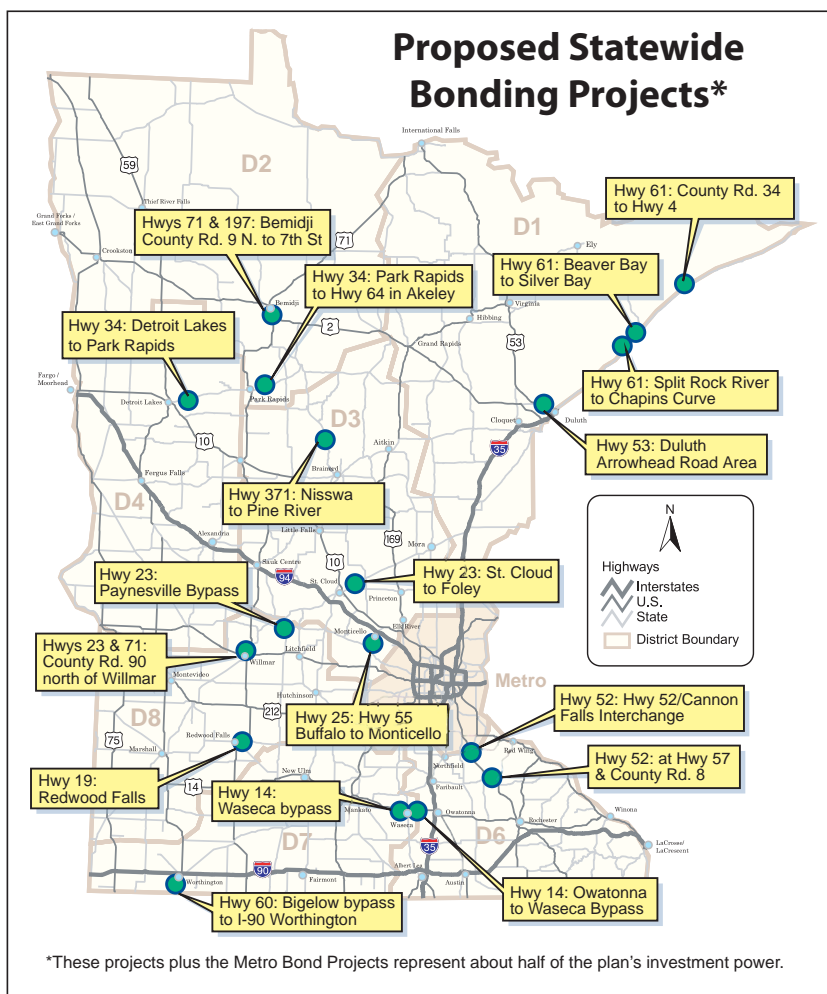 Proposed Statewide
Bonding Projects*
International Falls
59
D2
Thief River Falls
Hwy 61: County Rd. 34
to Hwy 4
Hwys 71 & 197: Bemidji
County Rd. 9 N. to 7th St
D1
Grand Forks /
East Grand Forks
71
Ely
Crookston
Hwy 61: Beaver Bay
to Silver Bay
Hwy 34: Park Rapids
to Hwy 64 in Akeley
Bemidji
Virginia
Hibbing
Hwy 34: Detroit Lakes
to Park Rapids
2
Grand Rapids
53
Fargo /
Moorhead
Hwy 61: Split Rock River
to Chapins Curve
Detroit Lakes
Park Rapids
D3
Cloquet
Duluth
10
Aitkin
35
Hwy 53: Duluth
Arrowhead Road Area
Brainerd
Fergus Falls
D4
Hwy 371: Nisswa
to Pine River
169
Little Falls
Alexandria
Mora
N
Hwy 23:
Paynesville Bypass
Sauk Centre
10
94
Hwy 23: St. Cloud
to Foley
Highways
Interstates
U.S.
State
District Boundary
St. Cloud
Princeton
Elk River
Monticello
Hwys 23 & 71:
County Rd. 90
north of Willmar
Litchfield
Willmar
Metro
Montevideo
Hutchinson
D8
212
Hwy 25: Hwy 55
Buffalo to Monticello
Hwy 52: Hwy 52/Cannon
Falls Interchange
75
Redwood Falls
Marshall
Red Wing
Northfield
Hwy 52: at Hwy 57
& County Rd. 8
Hwy 19:
Redwood Falls
14
New Ulm
Faribault
Hwy 14:
Waseca bypass
Mankato
Waseca
Owatonna
Winona
Rochester
D7
D6
LaCrosse/
LaCrescent
35
90
Albert Lea
Worthington
Fairmont
Austin
Hwy 60: Bigelow bypass
to I-90 Worthington
Hwy 14: Owatonna
to Waseca Bypass
*These projects plus the Metro Bond Projects represent about half of the plan's investment power.